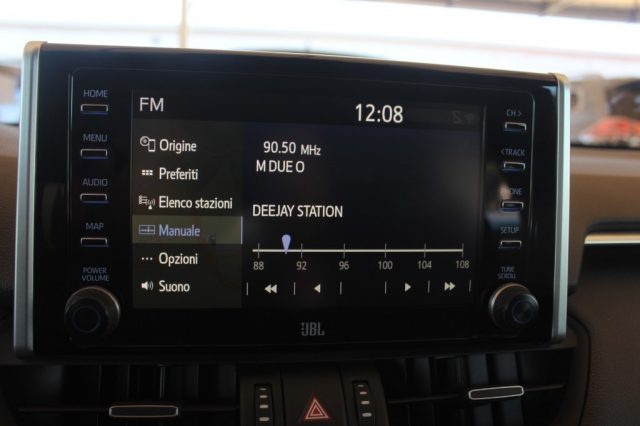 HOME
MENU
AUDIO
MAP
POWER
VOLUME
FM
12:08
Origine
Preferiti
Elenco stazioni
Manuale
Opzioni
Suono
90.50 MHz
M DUE O
DEEJAY STATION
88 92 96 100 104 108
JBL
CH >
< TRACK
SETUP
TUNE
SCROLL